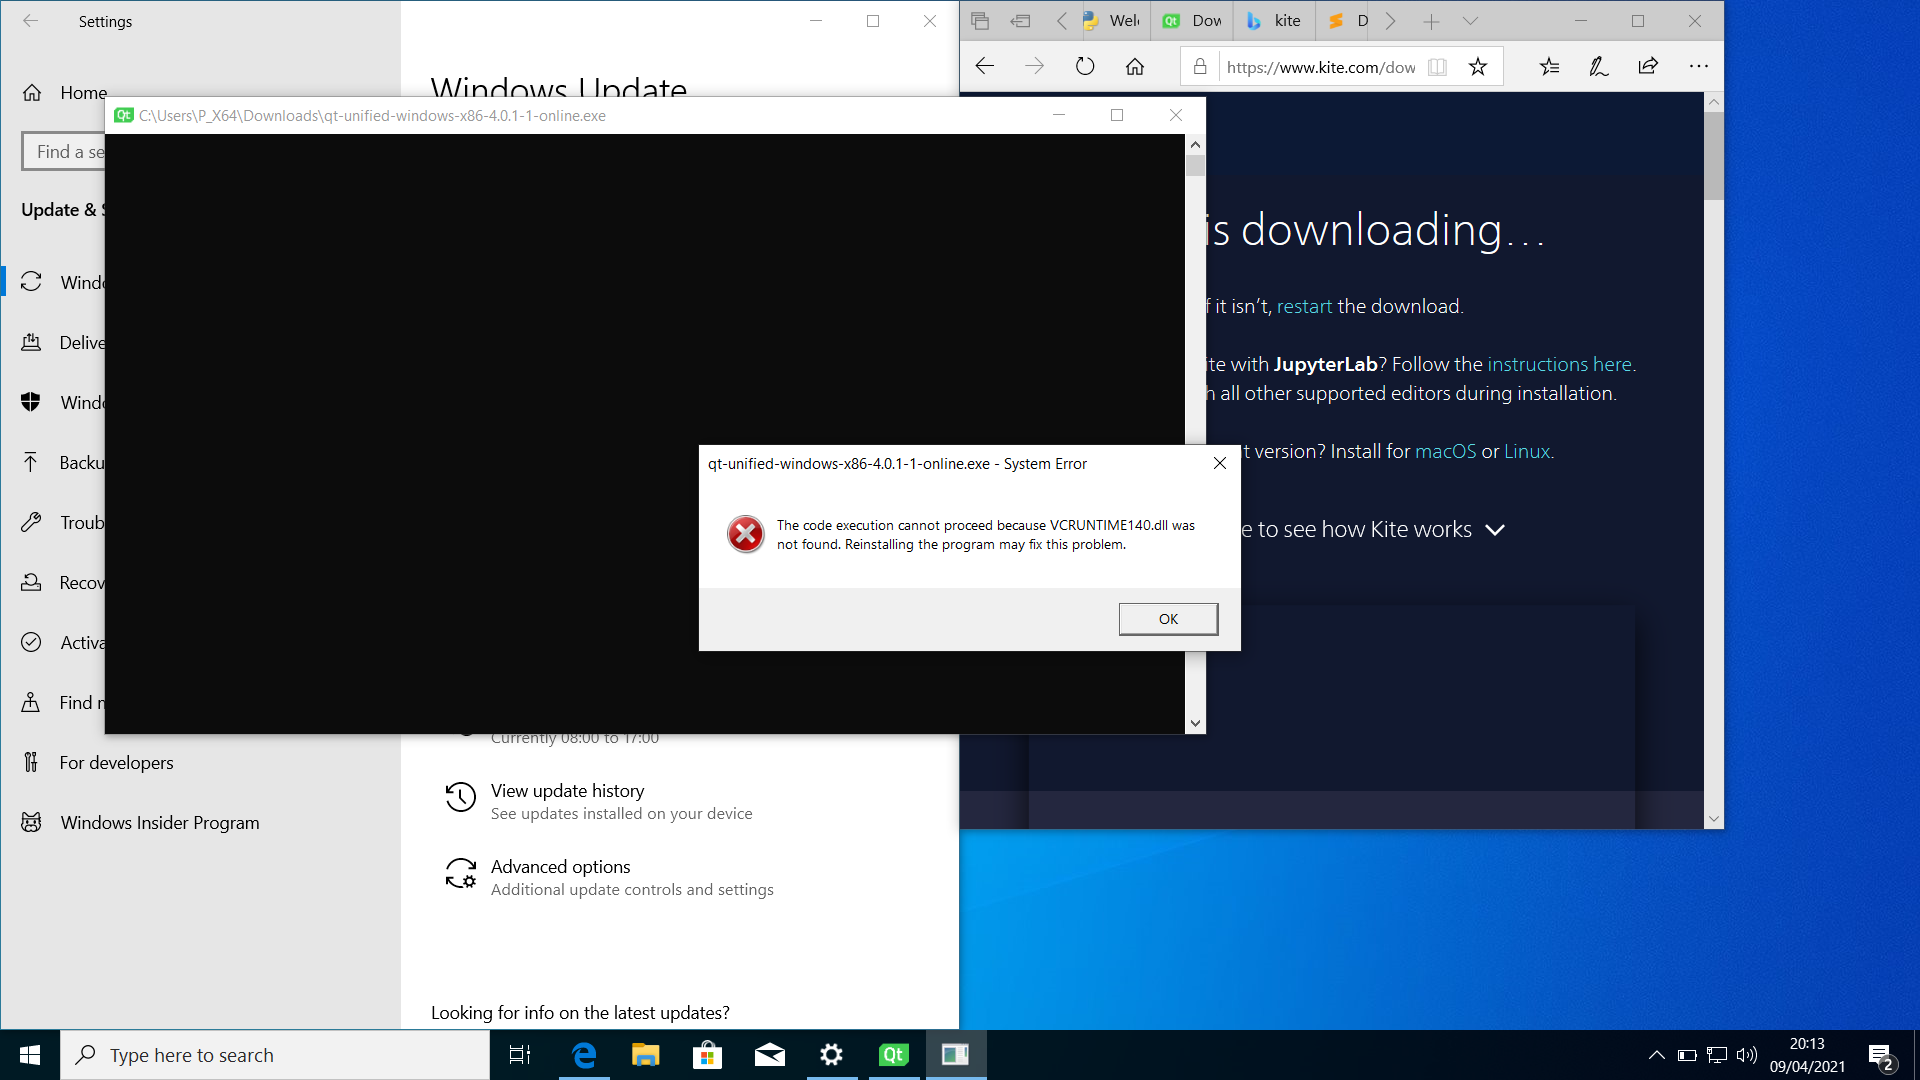 Settings
Home
Find a se
Update & S
Windo
Delive
Windo
Backu
Troub
Recov
Activa
Find m
For developers
Windows Insider Program
Windows Update
Currently 08:00 to 17:00
View update history
See updates installed on your device
Advanced options
Additional update controls and settings
Looking for info on the latest updates?
Qt C:\Users\P_X64\Downloads\qt-unified-windows-x86-4.0.1-1-online.exe
qt-unified-windows-x86-4.0.1-1-online.exe - System Error
The code execution cannot proceed because VCRUNTIME140.dll was
not found. Reinstalling the program may fix this problem.
OK
Welc
Qt Dow
kite
D
https://www.kite.com/dow
is downloading...
f it isn't, restart the download.
ite with JupyterLab? Follow the instructions here.
h all other supported editors during installation.
t version? Install for macOS or Linux.
e to see how Kite works
Type here to search
Qt
20:13
09/04/2021
2